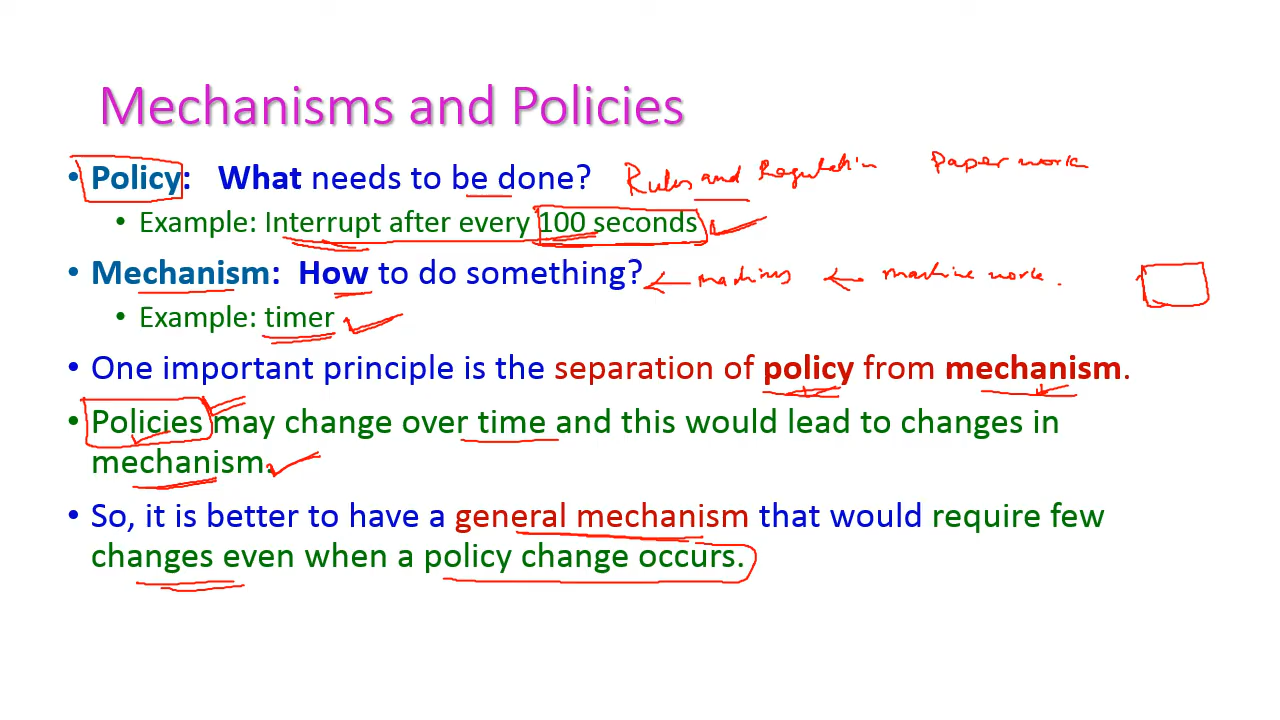 Mechanisms and Policies
• Policy: What needs to be done? Rules and Regulation Paper work
• Example: Interrupt after every 100 seconds
• Mechanism: How to do something? ← machines ← machine work.
• Example: timer
• One important principle is the separation of policy from mechanism.
• Policies may change over time and this would lead to changes in
mechanism.
• So, it is better to have a general mechanism that would require few
changes even when a policy change occurs.